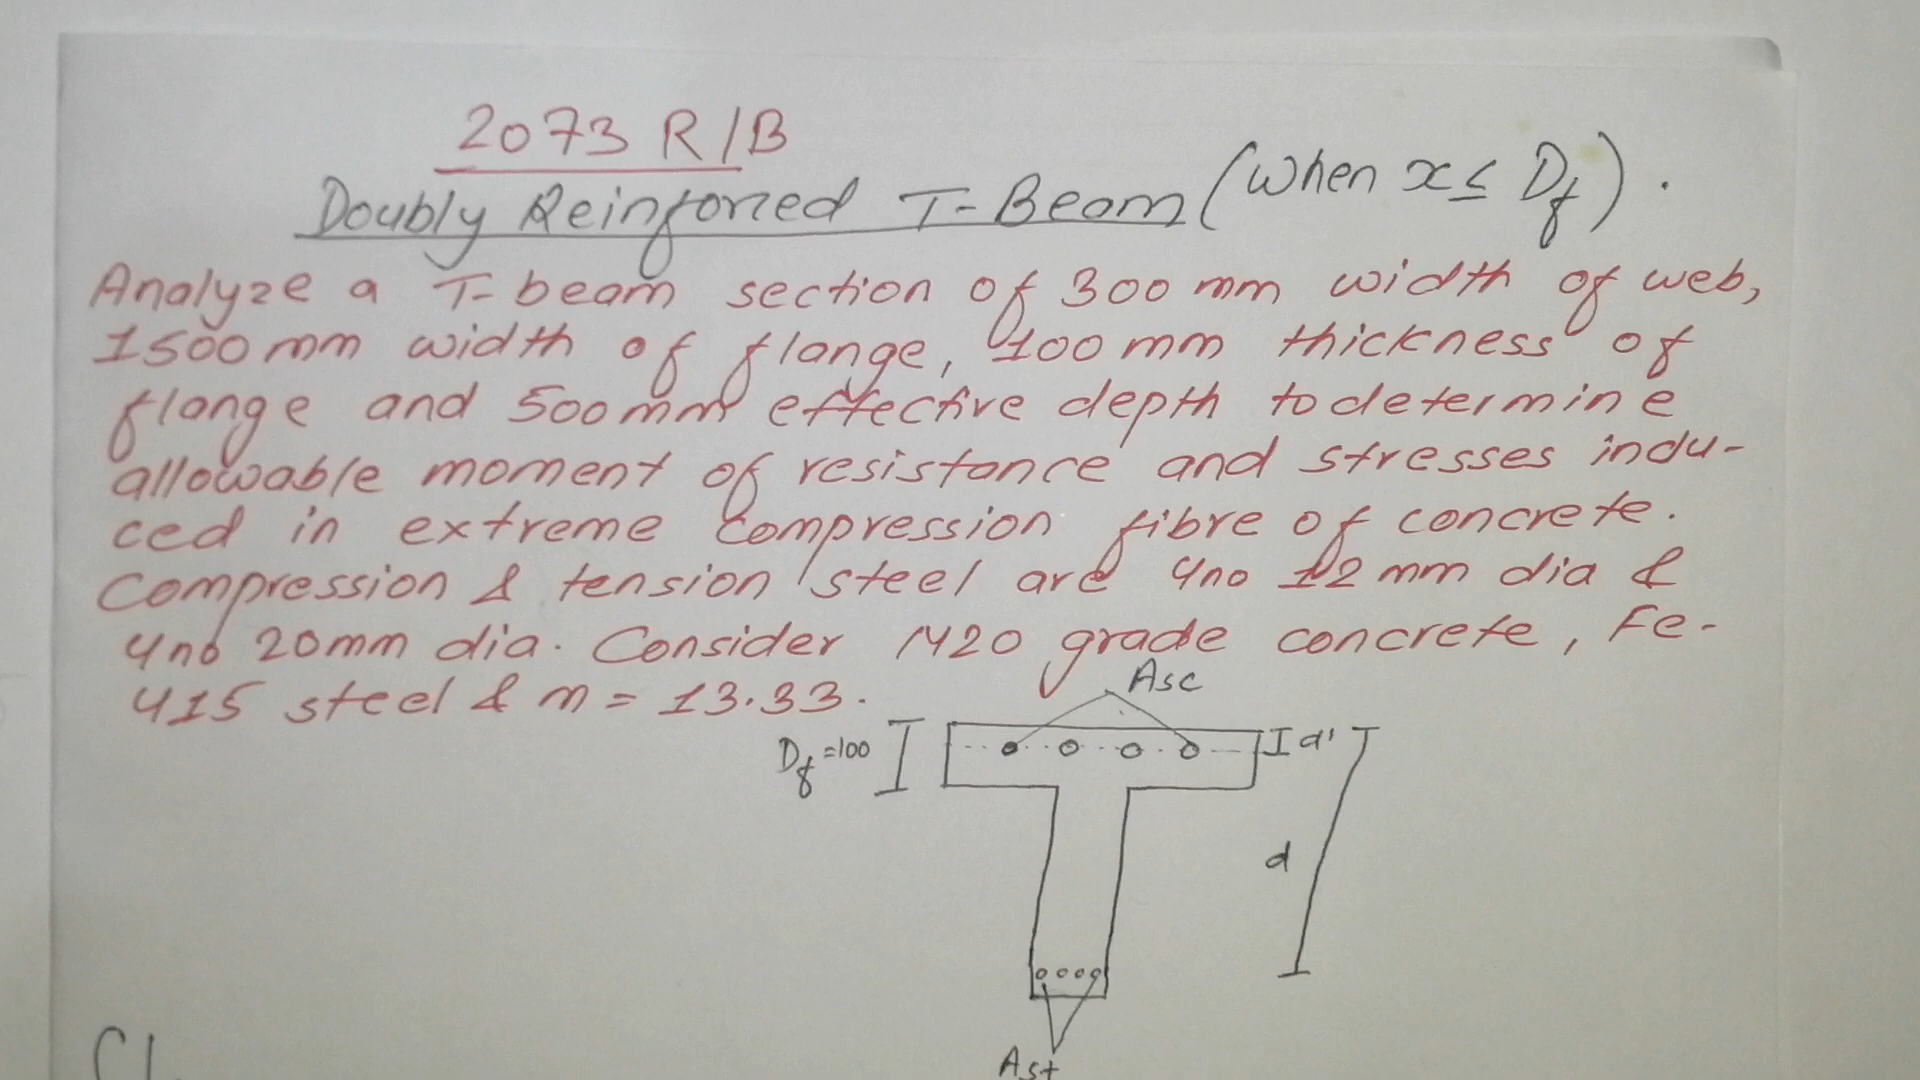 2073 R/B
Doubly Reinforced T-Beam (When x ≤ Df).
Analyze a T-beam section of 300 mm width of web,
1500 mm width of flange, 100 mm thickness of
flange and 500 mm effective depth to determine
allowable moment of resistance and stresses indu-
ced in extreme compression fibre of concrete.
Compression & tension steel are 4no 12 mm dia &
4no 20mm dia. Consider M20 grade concrete, Fe-
415 steel & m = 13.33.
Asc
Df =100
d'
d
Ast